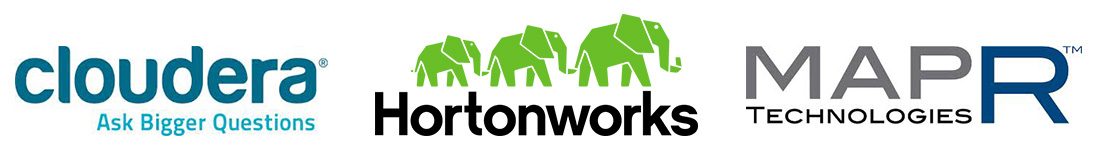 cloudera®
Ask Bigger Questions
Hortonworks
MAPR™
TECHNOLOGIES